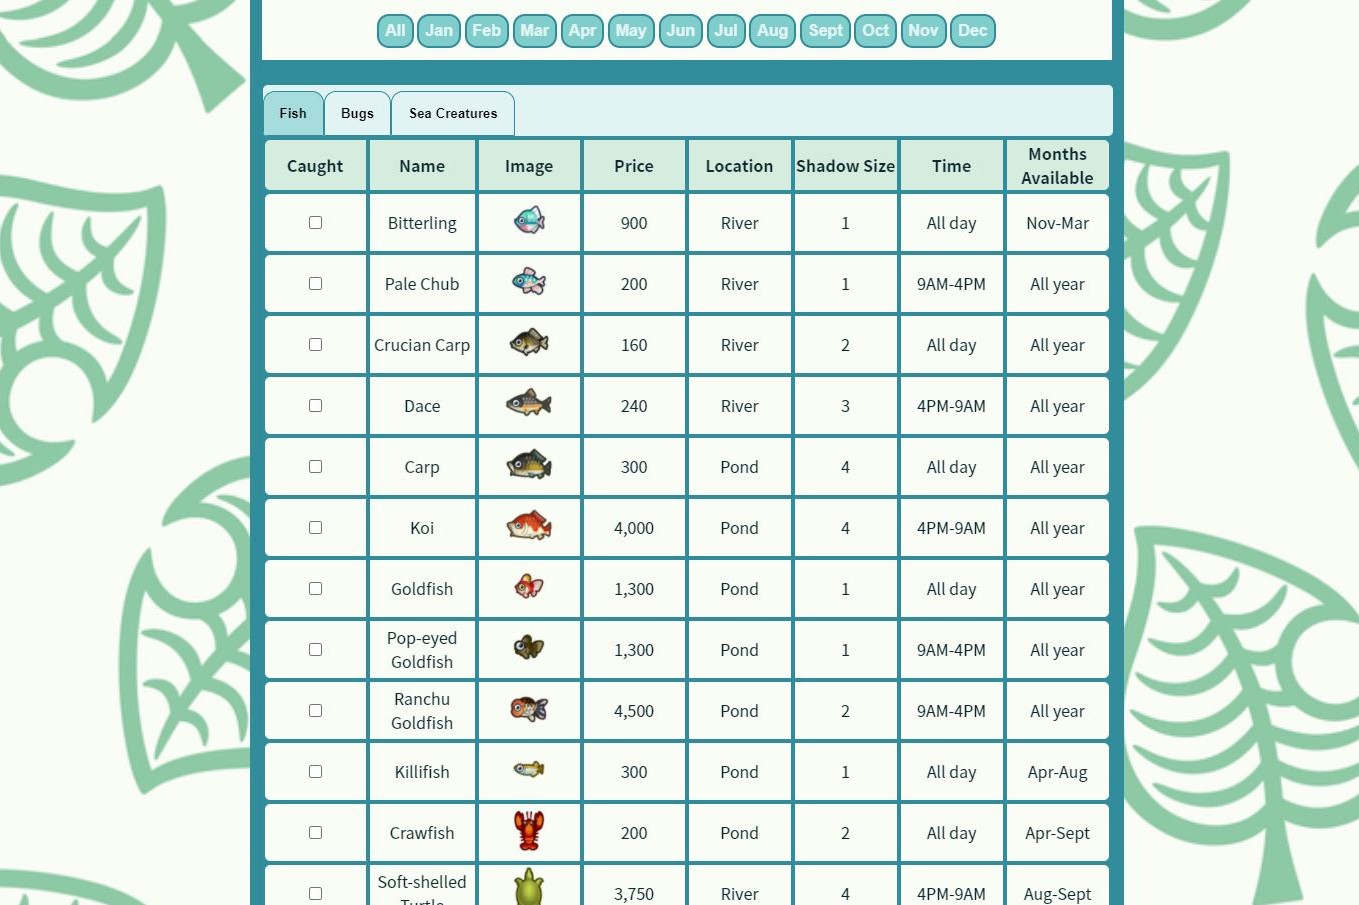 All Jan Feb Mar Apr May Jun Jul Aug Sept Oct Nov Dec
Fish Bugs Sea Creatures
Caught Name Image Price Location Shadow Size Time Months Available
Bitterling 900 River 1 All day Nov-Mar
Pale Chub 200 River 1 9AM-4PM All year
Crucian Carp 160 River 2 All day All year
Dace 240 River 3 4PM-9AM All year
Carp 300 Pond 4 All day All year
Koi 4,000 Pond 4 4PM-9AM All year
Goldfish 1,300 Pond 1 All day All year
Pop-eyed Goldfish 1,300 Pond 1 9AM-4PM All year
Ranchu Goldfish 4,500 Pond 2 9AM-4PM All year
Killifish 300 Pond 1 All day Apr-Aug
Crawfish 200 Pond 2 All day Apr-Sept
Soft-shelled Turtle 3,750 River 4 4PM-9AM Aug-Sept